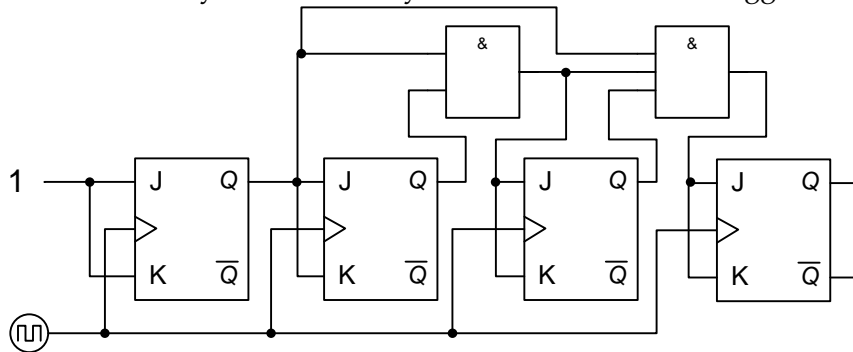 & &
1 J Q J Q J Q J Q
K Q̅ K Q̅ K Q̅ K Q̅